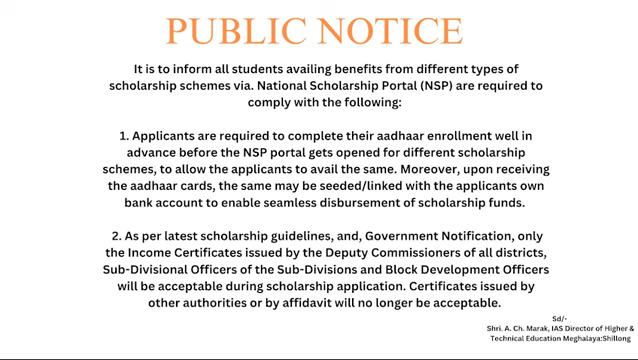 PUBLIC NOTICE
It is to inform all students availing benefits from different types of
scholarship schemes via. National Scholarship Portal (NSP) are required to
comply with the following:
1. Applicants are required to complete their aadhaar enrollment well in
advance before the NSP portal gets opened for different scholarship
schemes, to allow the applicants to avail the same. Moreover, upon receiving
the aadhaar cards, the same may be seeded/linked with the applicants own
bank account to enable seamless disbursement of scholarship funds.
2. As per latest scholarship guidelines, and, Government Notification, only
the Income Certificates issued by the Deputy Commissioners of all districts,
Sub-Divisional Officers of the Sub-Divisions and Block Development Officers
will be acceptable during scholarship application. Certificates issued by
other authorities or by affidavit will no longer be acceptable.
Sd/-
Shri. A. Ch. Marak, IAS Director of Higher &
Technical Education Meghalaya:Shillong